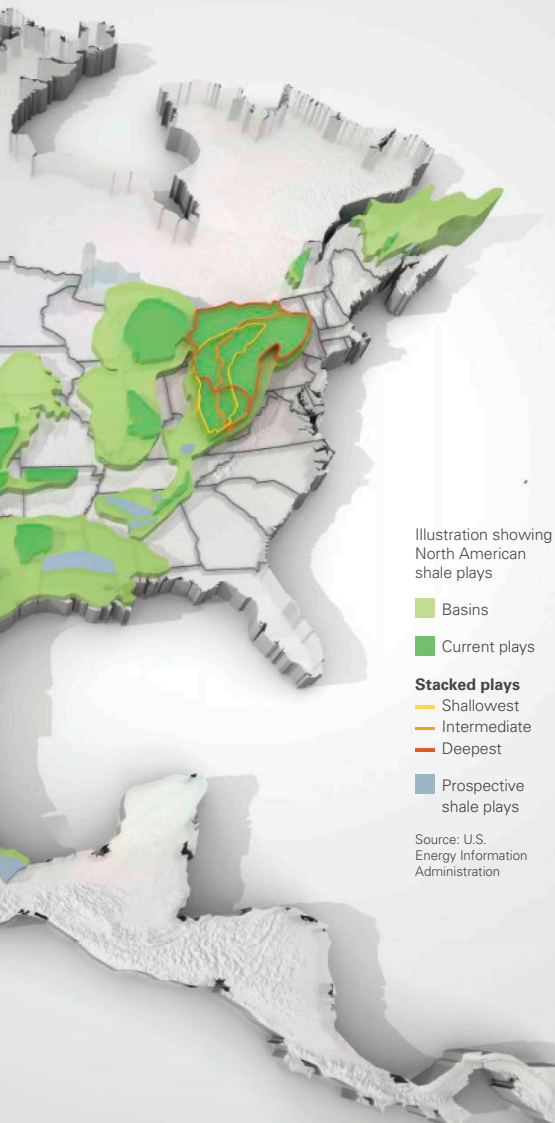 Illustration showing
North American
shale plays
Basins
Current plays
Stacked plays
Shallowest
Intermediate
Deepest
Prospective
shale plays
Source: U.S.
Energy Information
Administration